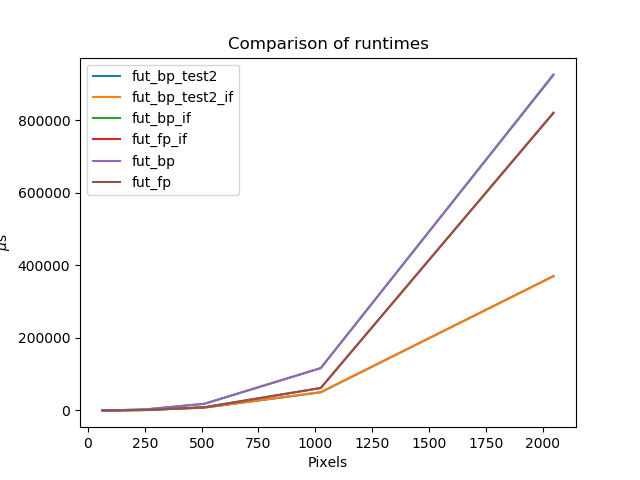 Comparison of runtimes
fut_bp_test2
fut_bp_test2_if
fut_bp_if
fut_fp_if
fut_bp
fut_fp
800000
600000
400000
200000
0
μs
0 250 500 750 1000 1250 1500 1750 2000
Pixels